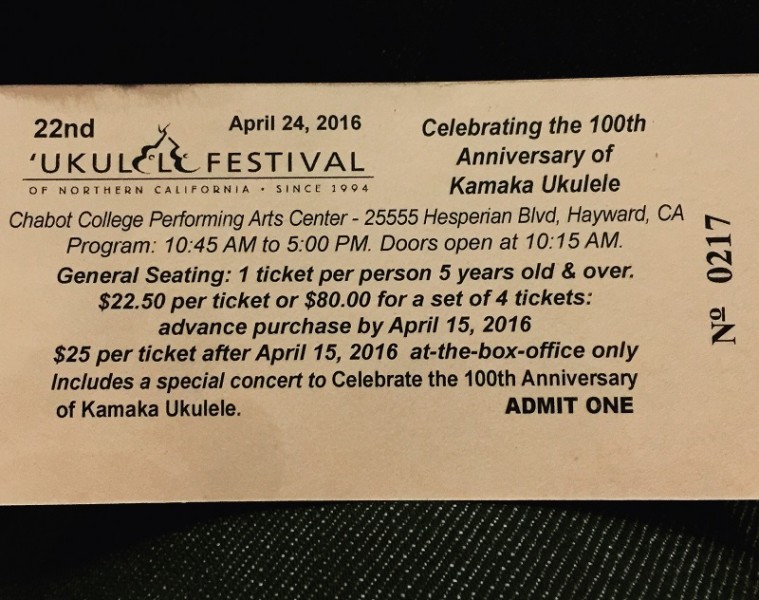 22nd
April 24, 2016
'UKULELE FESTIVAL
OF NORTHERN CALIFORNIA • SINCE 1994
Celebrating the 100th
Anniversary of
Kamaka Ukulele
Chabot College Performing Arts Center - 25555 Hesperian Blvd, Hayward, CA
Program: 10:45 AM to 5:00 PM. Doors open at 10:15 AM.
General Seating: 1 ticket per person 5 years old & over.
$22.50 per ticket or $80.00 for a set of 4 tickets:
advance purchase by April 15, 2016
$25 per ticket after April 15, 2016 at-the-box-office only
Includes a special concert to Celebrate the 100th Anniversary
of Kamaka Ukulele.
ADMIT ONE
Nº 0217